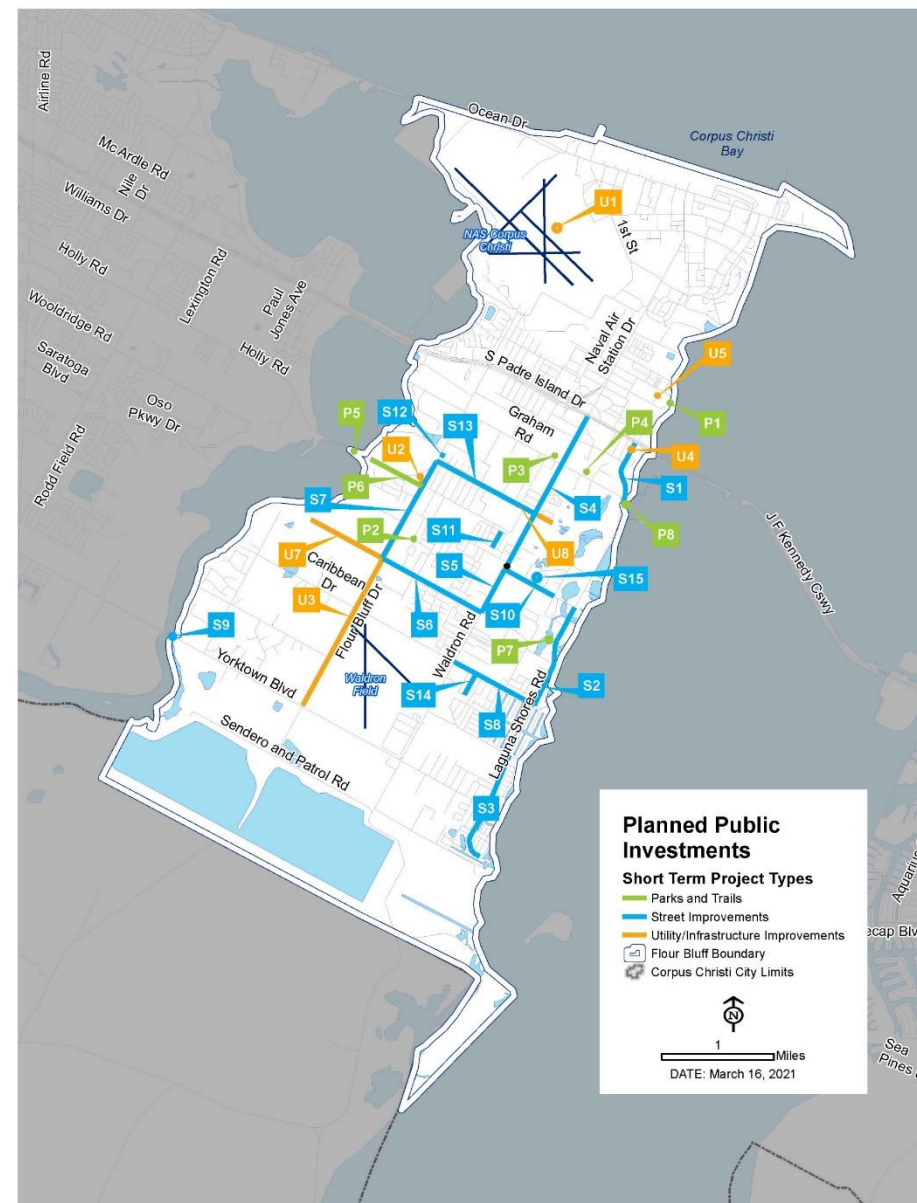 Ocean Dr
Corpus Christi
Bay
Airline Rd
Mc Ardle Rd
Nile
Dr
Williams Dr
Holly Rd
Lexington Rd
Wooldridge Rd
Paul
Jones Ave
Saratoga
Blvd
Holly Rd
Oso
Pkwy Dr
Rodd Field Rd
U1
1st St
NAS Corpus
Christi
Naval Air
Station Dr
S Padre Island Dr
U5
P1
Graham
Rd
P4
P5
S12
S13
U2
P3
U4
S1
P6
S7
S4
P8
J F Kennedy Cswy
P2
S11
U8
U7
S5
S15
Caribbean
Dr
Flour Bluff Dr
U3
S6
S10
S9
Waldron Rd
P7
Yorktown Blvd
Waldron
Field
S14
S8
S2
Laguna Shores Rd
Sendero and Patrol Rd
S3
Planned Public
Investments
Short Term Project Types
Parks and Trails
Street Improvements
Utility/Infrastructure Improvements
Flour Bluff Boundary
Corpus Christi City Limits
N
1
Miles
DATE: March 16, 2021
Sea
Pines